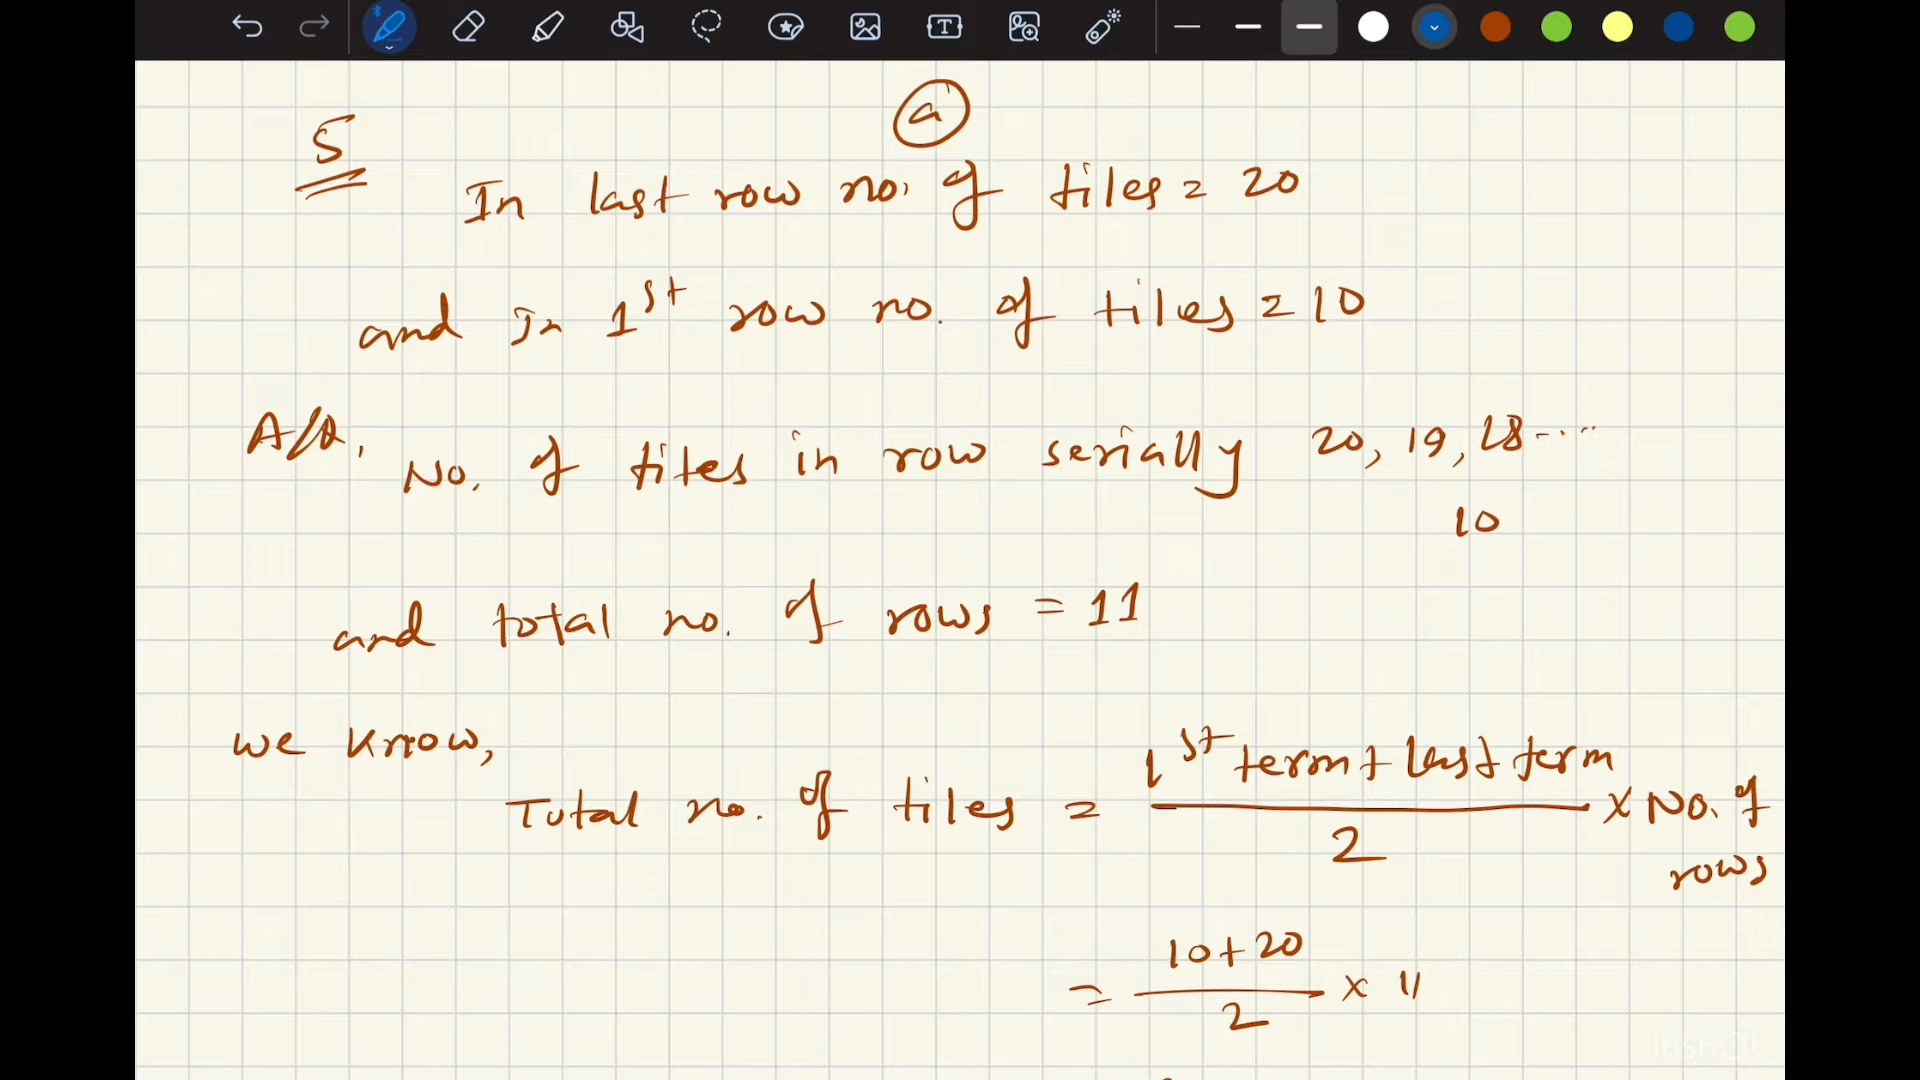 a
5
In last row no. of tiles = 20
and in 1st row no. of tiles = 10
A/Q, No. of tiles in row serially 20, 19, 18....
10
and total no. of rows = 11
we know,
Total no. of tiles = 1st term + last term / 2 × No. of rows
= 10+20 / 2 × 11